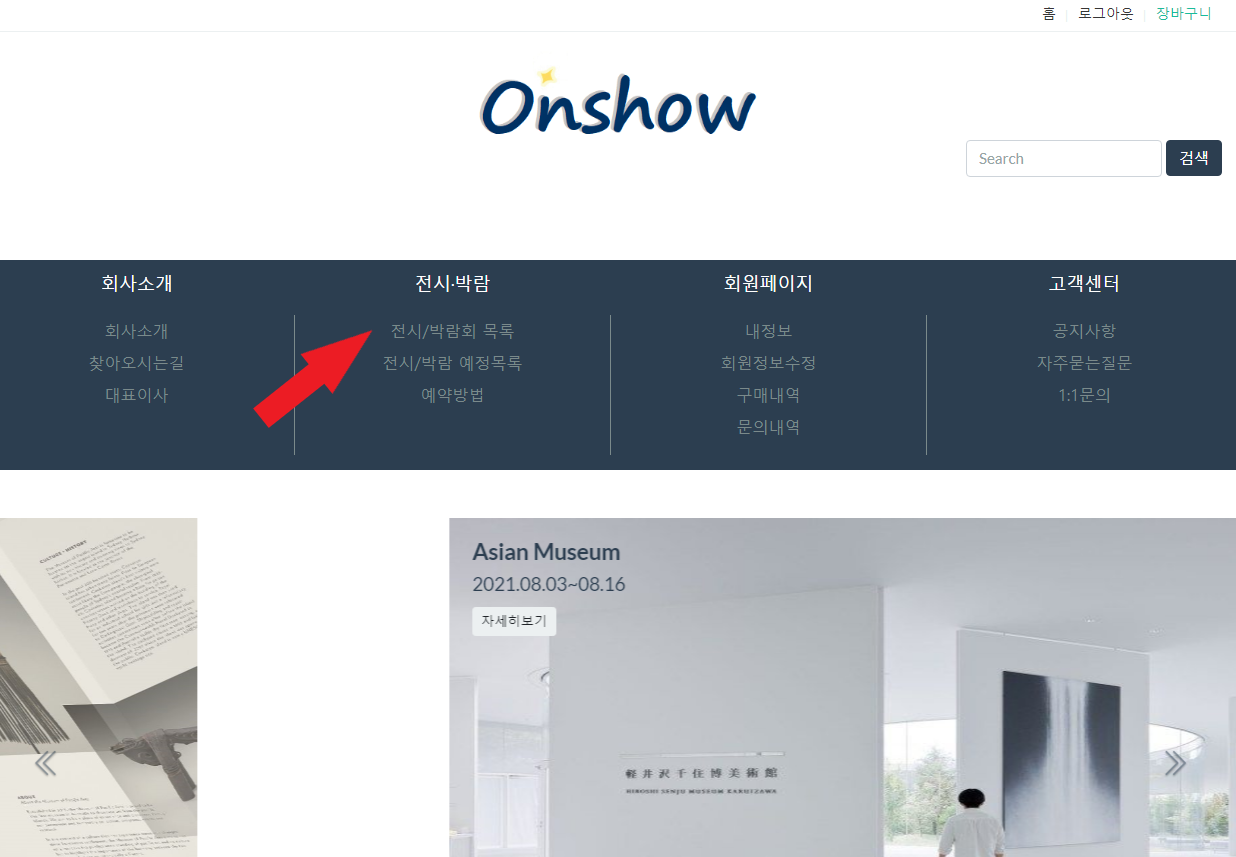 홈 로그아웃 장바구니
Onshow
Search 검색
회사소개 전시·박람 회원페이지 고객센터
회사소개 전시/박람회 목록 내정보 공지사항
찾아오시는길 전시/박람 예정목록 회원정보수정 자주묻는질문
대표이사 예약방법 구매내역 1:1문의
문의내역
CULTURE · HISTORY
Asian Museum
2021.08.03~08.16
자세히보기
軽井沢千住博美術館
HIROSHI SENJU MUSEUM KARUIZAWA
ABOUT